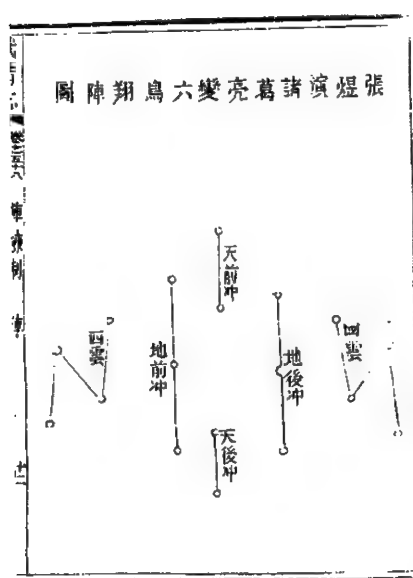 張煜演諸葛亮變六鳥翔陣圖
天前冲
四雲
地後冲
地前冲
西雲
天後冲